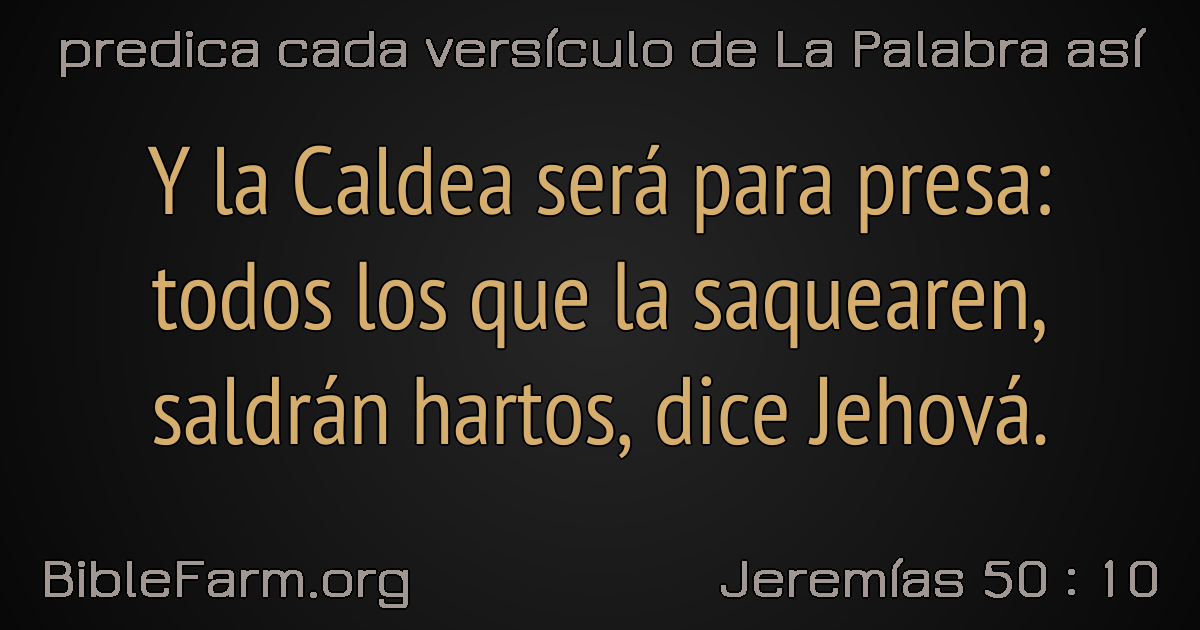 predica cada versículo de La Palabra así
Y la Caldea será para presa:
todos los que la saquearen,
saldrán hartos, dice Jehová.
BibleFarm.org
Jeremías 50 : 10